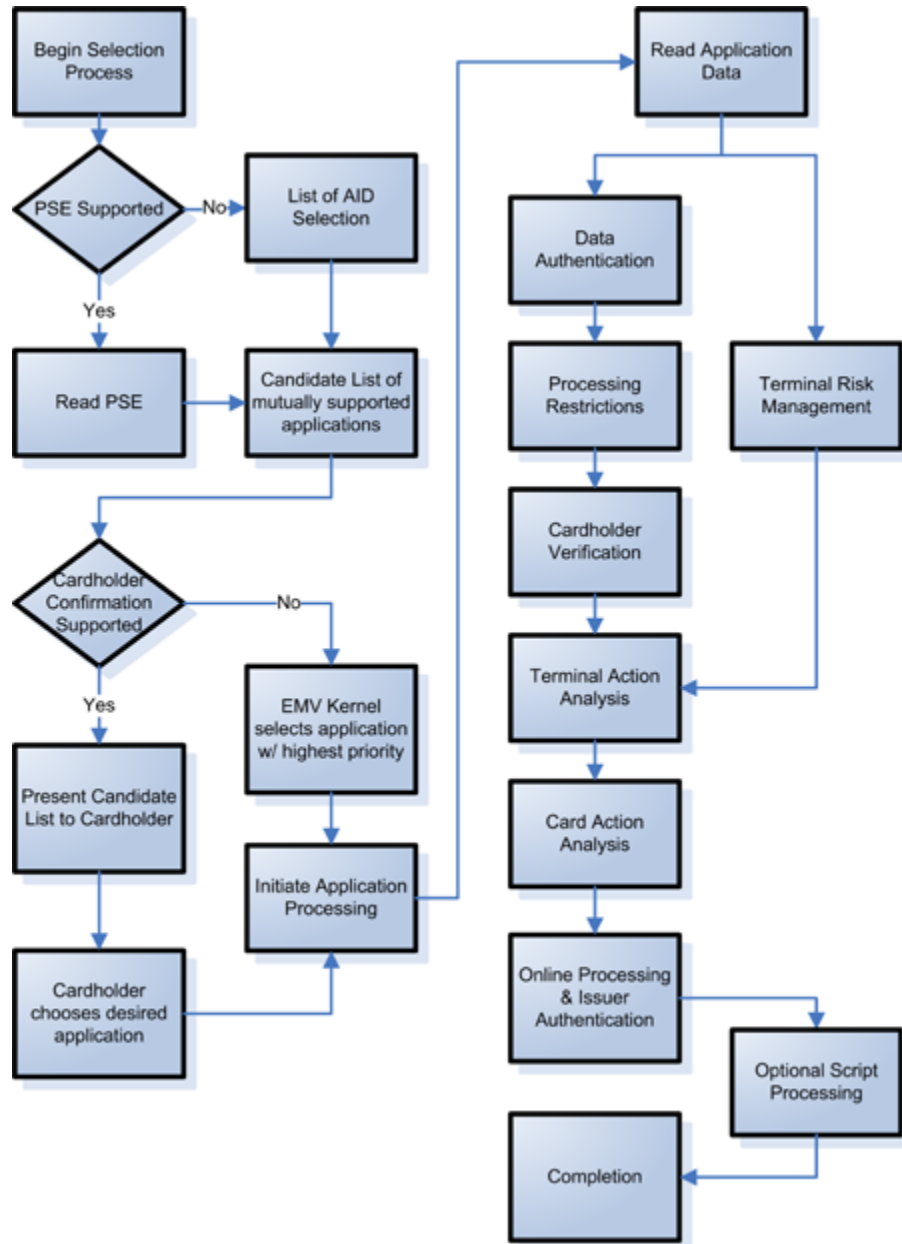 Begin Selection
Process
PSE Supported
No
List of AID
Selection
Yes
Read PSE
Candidate List of
mutually supported
applications
Cardholder
Confirmation
Supported
No
Yes
EMV Kernel
selects application
w/ highest priority
Present Candidate
List to Cardholder
Initiate Application
Processing
Cardholder
chooses desired
application
Read Application
Data
Data
Authentication
Processing
Restrictions
Terminal Risk
Management
Cardholder
Verification
Terminal Action
Analysis
Card Action
Analysis
Online Processing
& Issuer
Authentication
Optional Script
Processing
Completion